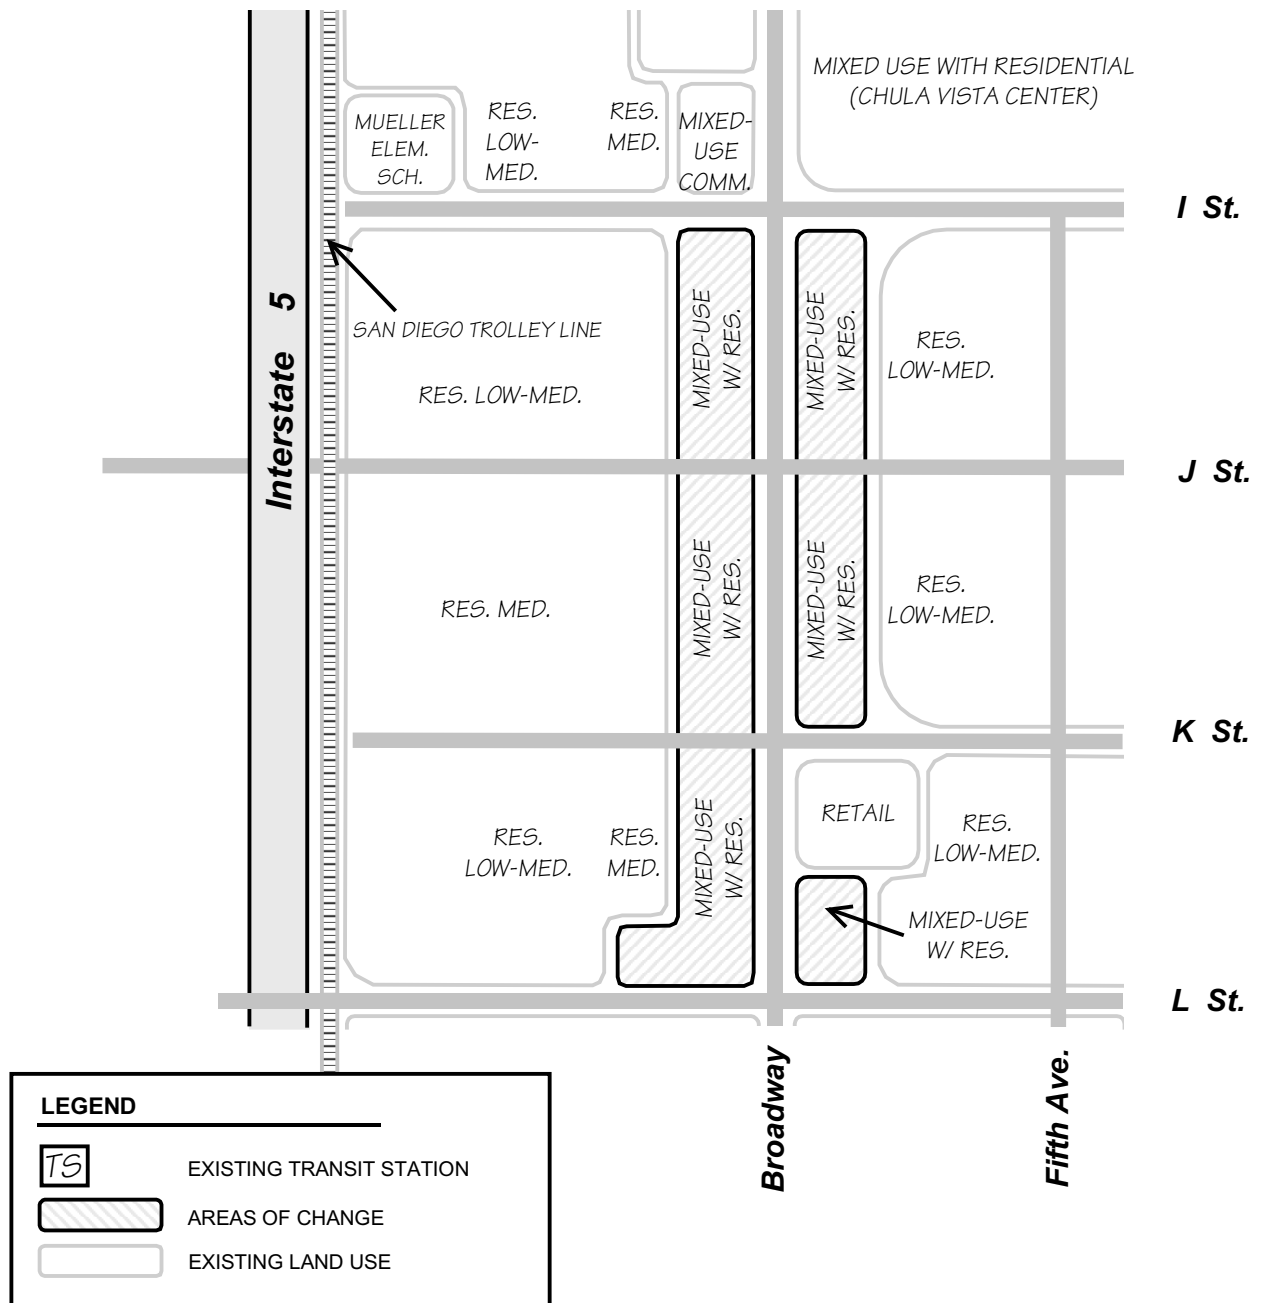 MIXED USE WITH RESIDENTIAL
(CHULA VISTA CENTER)
MUELLER
ELEM.
SCH.
RES.
LOW-
MED.
RES.
MED.
MIXED-
USE
COMM.
I St.
Interstate 5
SAN DIEGO TROLLEY LINE
RES. LOW-MED.
MIXED-USE
W/ RES.
MIXED-USE
W/ RES.
RES.
LOW-MED.
J St.
RES. MED.
MIXED-USE
W/ RES.
MIXED-USE
W/ RES.
RES.
LOW-MED.
K St.
RES.
LOW-MED.
RES.
MED.
MIXED-USE
W/ RES.
RETAIL
RES.
LOW-MED.
MIXED-USE
W/ RES.
L St.
Broadway
Fifth Ave.
LEGEND
TS
EXISTING TRANSIT STATION
AREAS OF CHANGE
EXISTING LAND USE